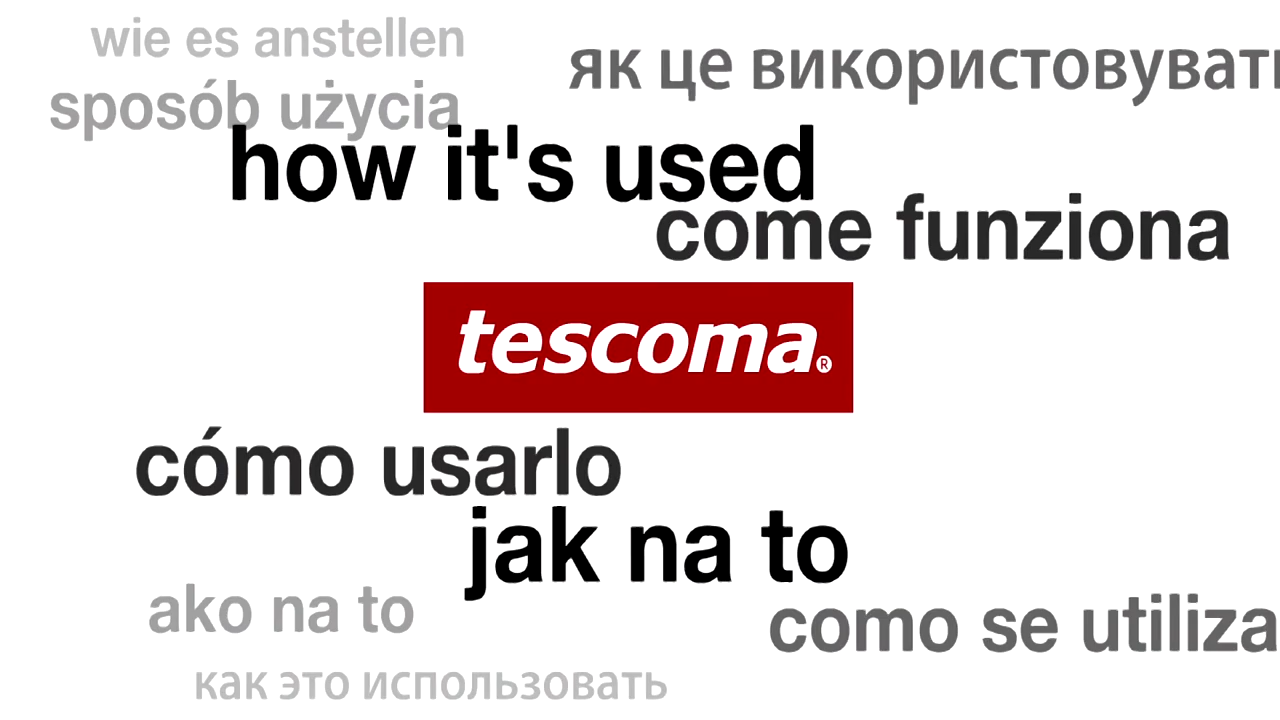 wie es anstellen
як це використовуват
sposób użycia
how it's used
come funziona
tescoma®
cómo usarlo
jak na to
ako na to
como se utiliza
как это использовать